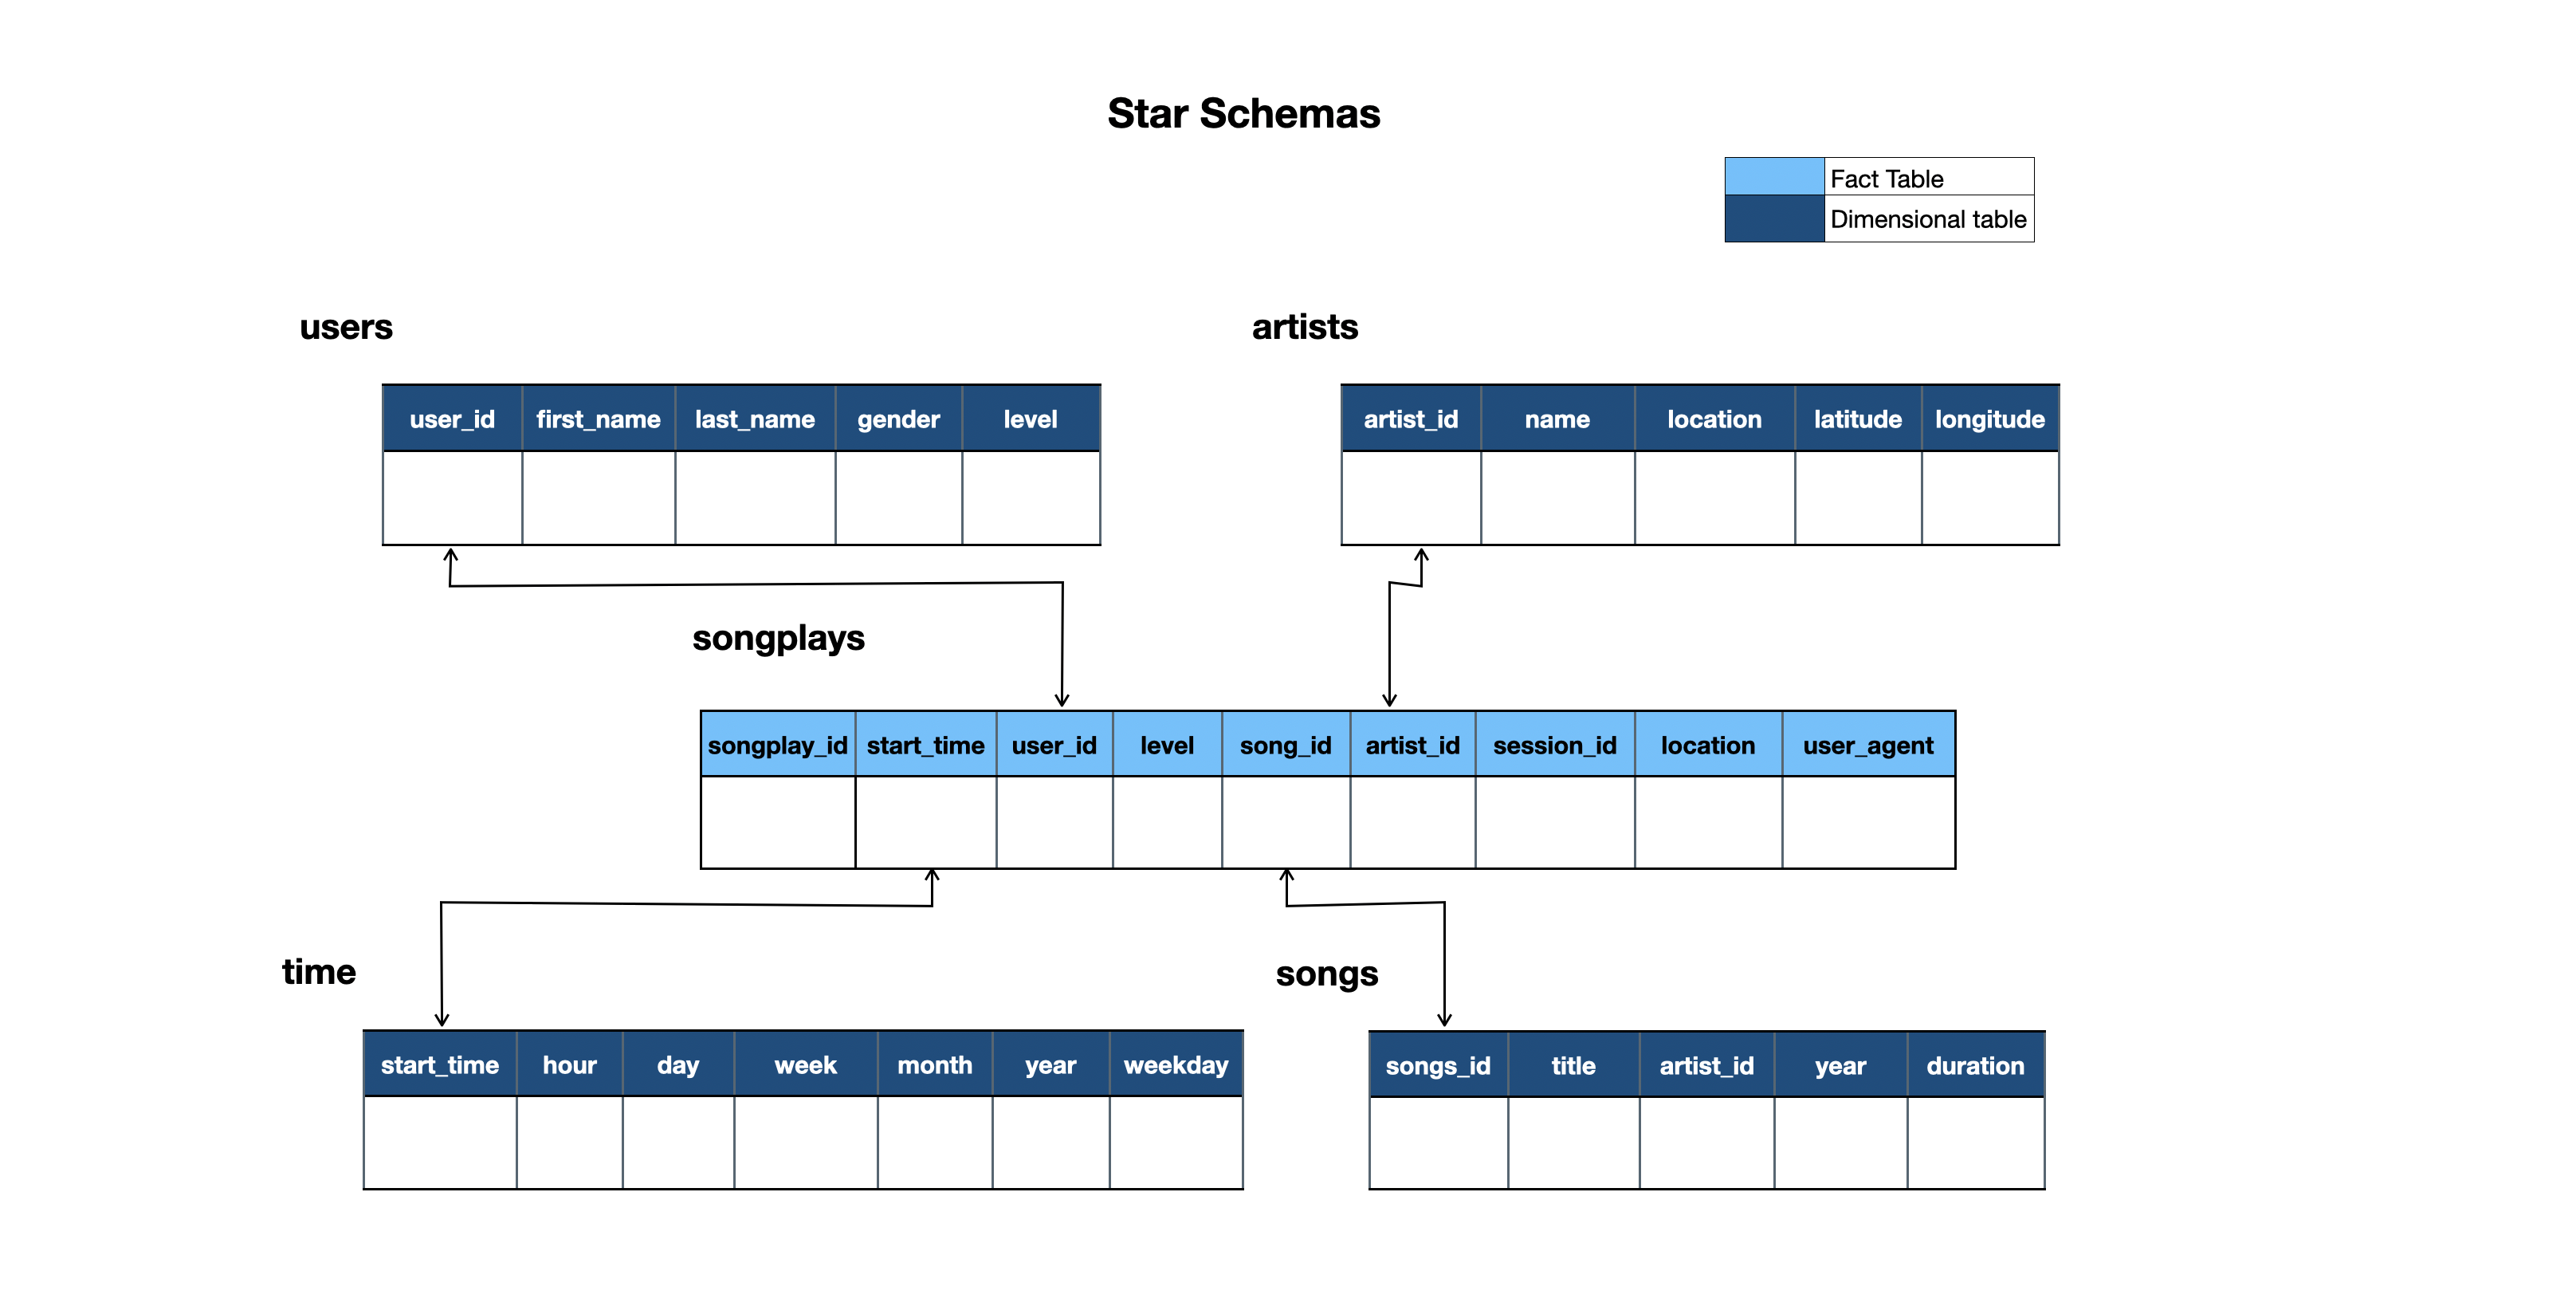 Star Schemas
Fact Table
Dimensional table
users
user_id first_name last_name gender level
artists
artist_id name location latitude longitude
songplays
songplay_id start_time user_id level song_id artist_id session_id location user_agent
time
start_time hour day week month year weekday
songs
songs_id title artist_id year duration